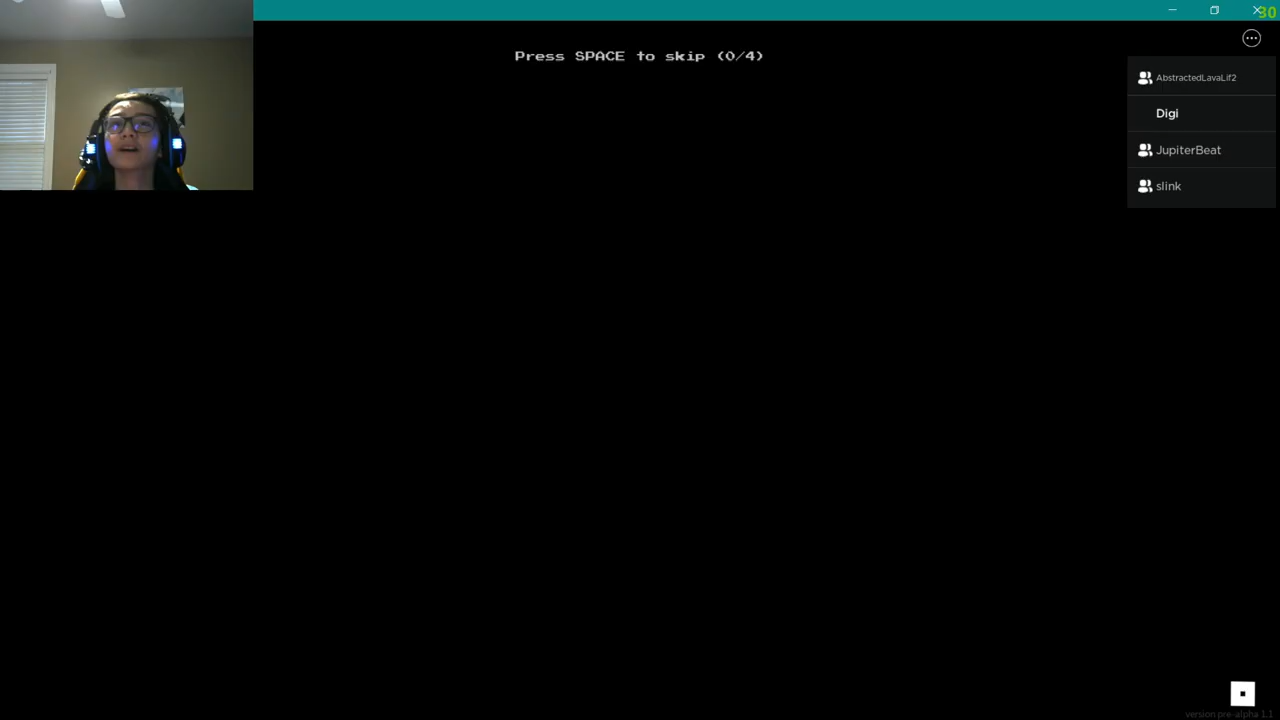 30
Press SPACE to skip (0/4)
AbstractedLavaLif2
Digi
JupiterBeat
slink
version pre-alpha 1.1